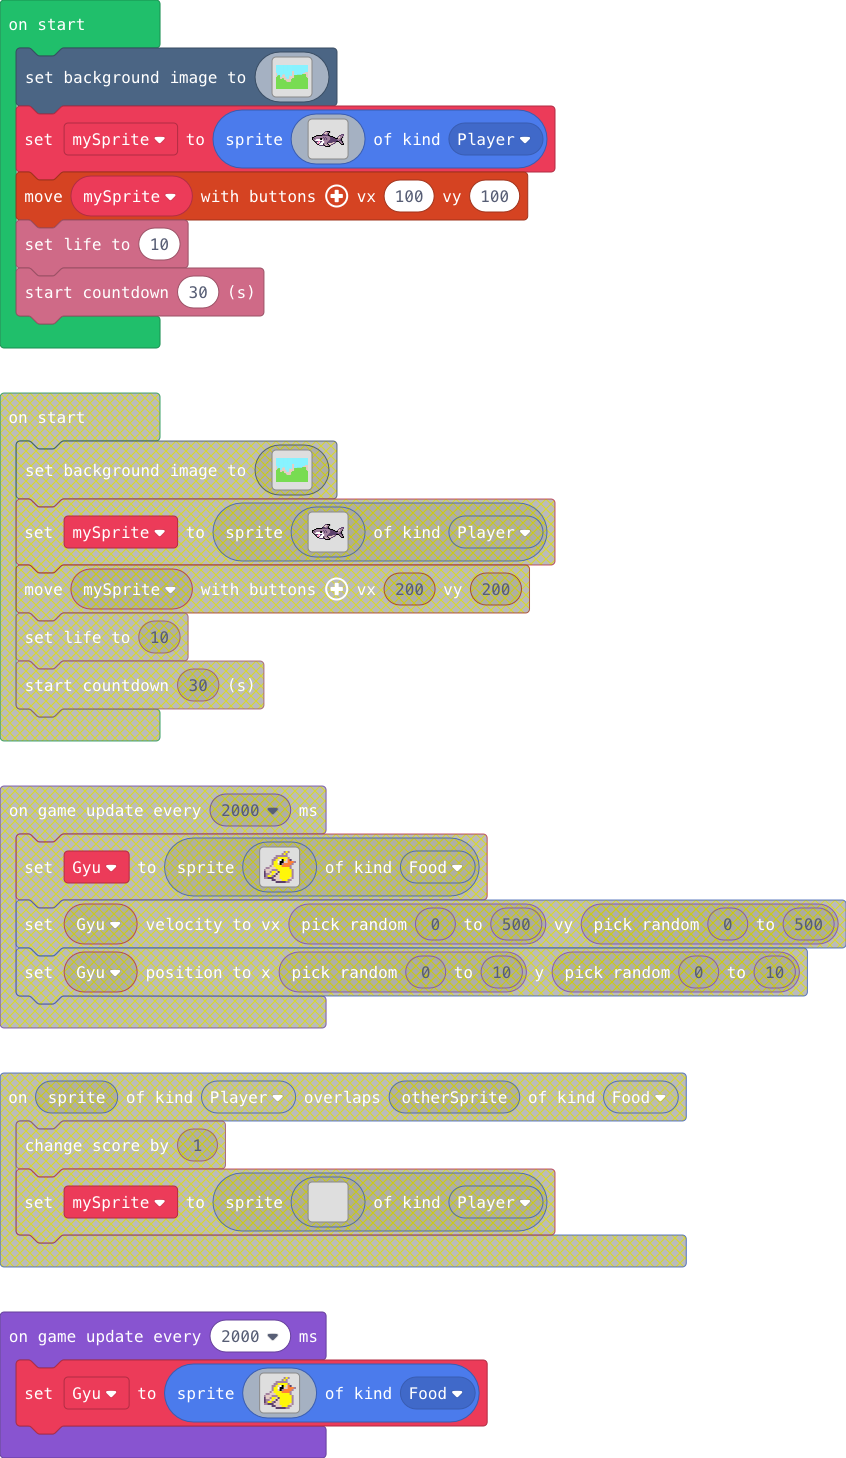 on start
set background image to
set mySprite to sprite of kind Player
move mySprite with buttons vx 100 vy 100
set life to 10
start countdown 30 (s)
on start
set background image to
set mySprite to sprite of kind Player
move mySprite with buttons vx 200 vy 200
set life to 10
start countdown 30 (s)
on game update every 2000 ms
set Gyu to sprite of kind Food
set Gyu velocity to vx pick random 0 to 500 vy pick random 0 to 500
set Gyu position to x pick random 0 to 10 y pick random 0 to 10
on sprite of kind Player overlaps otherSprite of kind Food
change score by 1
set mySprite to sprite of kind Player
on game update every 2000 ms
set Gyu to sprite of kind Food